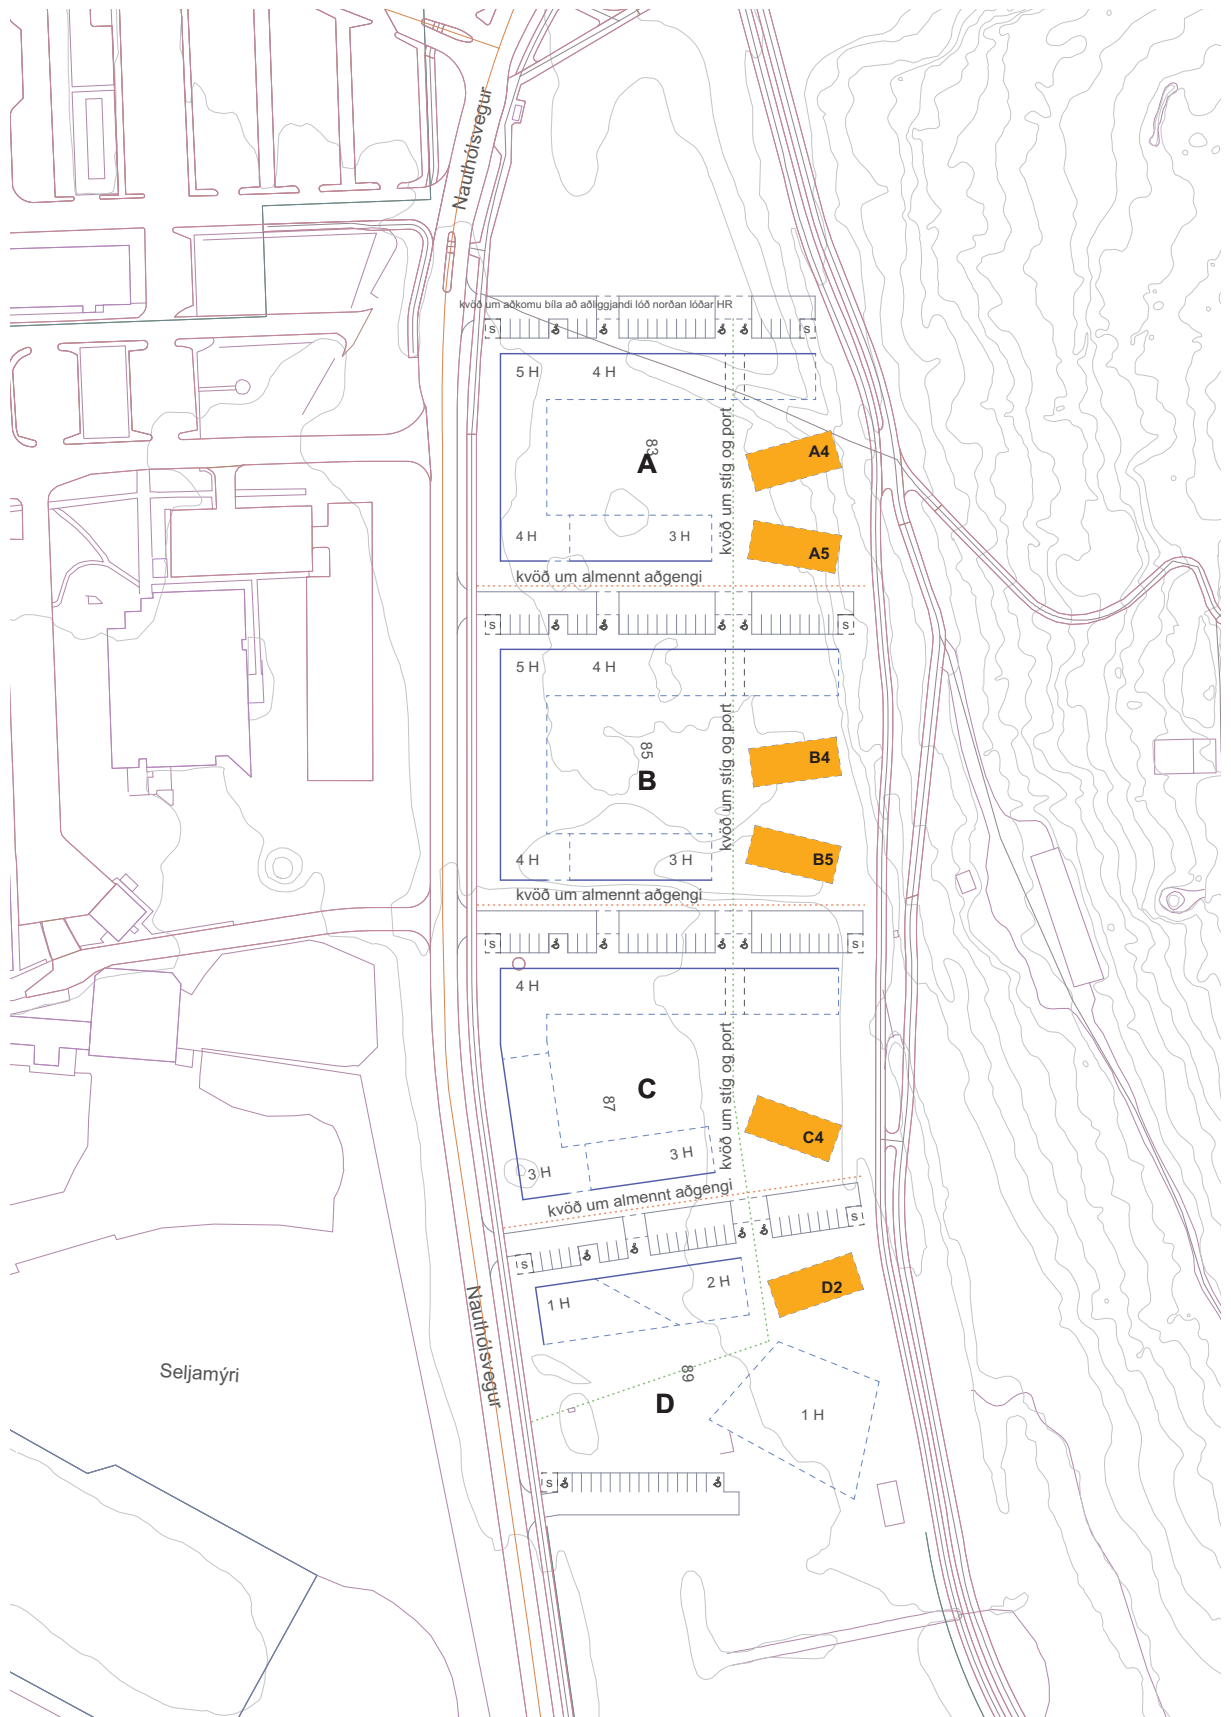 Nauthólsvegur
kvöð um aðkomu bíla að aðliggjandi lóð norðan lóðar HR
S
S
5 H
4 H
kvöð um stíg og port
83
A
A4
A5
4 H
3 H
kvöð um almennt aðgengi
S
S
5 H
4 H
kvöð um stíg og port
85
B
B4
B5
4 H
3 H
kvöð um almennt aðgengi
S
S
4 H
kvöð um stíg og port
87
C
C4
3 H
3 H
kvöð um almennt aðgengi
S
S
2 H
1 H
D2
Nauthólsvegur
Seljamýri
89
D
1 H
S